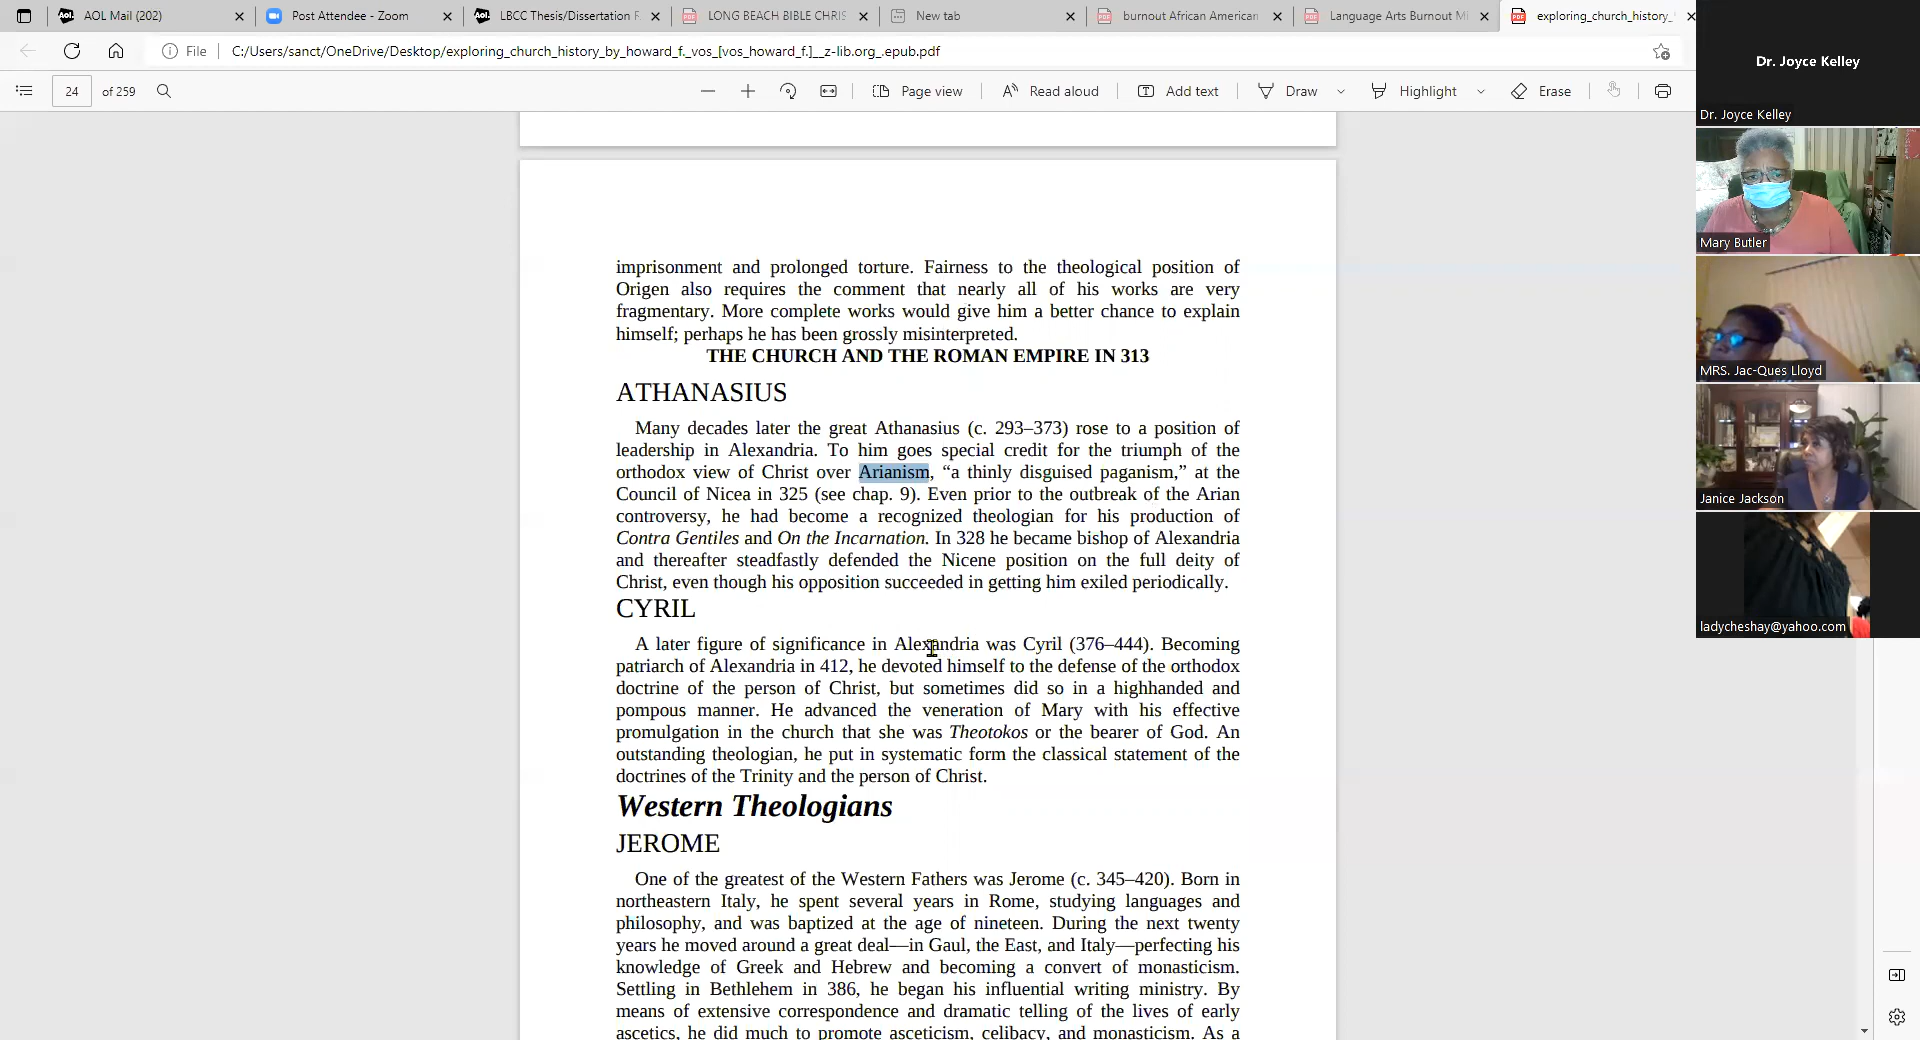 AOL Mail (202)
Post Attendee - Zoom
LBCC Thesis/Dissertation R
LONG BEACH BIBLE CHRIS
New tab
burnout African American
Language Arts Burnout Mi
exploring_church_history_
File C:/Users/sanct/OneDrive/Desktop/exploring_church_history_by_howard_f._vos_[vos_howard_f.]__z-lib.org_.epub.pdf
24 of 259
Page view
Read aloud
Add text
Draw
Highlight
Erase
imprisonment and prolonged torture. Fairness to the theological position of
Origen also requires the comment that nearly all of his works are very
fragmentary. More complete works would give him a better chance to explain
himself; perhaps he has been grossly misinterpreted.
THE CHURCH AND THE ROMAN EMPIRE IN 313
ATHANASIUS
Many decades later the great Athanasius (c. 293–373) rose to a position of
leadership in Alexandria. To him goes special credit for the triumph of the
orthodox view of Christ over Arianism, “a thinly disguised paganism,” at the
Council of Nicea in 325 (see chap. 9). Even prior to the outbreak of the Arian
controversy, he had become a recognized theologian for his production of
Contra Gentiles and On the Incarnation. In 328 he became bishop of Alexandria
and thereafter steadfastly defended the Nicene position on the full deity of
Christ, even though his opposition succeeded in getting him exiled periodically.
CYRIL
A later figure of significance in Alexandria was Cyril (376–444). Becoming
patriarch of Alexandria in 412, he devoted himself to the defense of the orthodox
doctrine of the person of Christ, but sometimes did so in a highhanded and
pompous manner. He advanced the veneration of Mary with his effective
promulgation in the church that she was Theotokos or the bearer of God. An
outstanding theologian, he put in systematic form the classical statement of the
doctrines of the Trinity and the person of Christ.
Western Theologians
JEROME
One of the greatest of the Western Fathers was Jerome (c. 345–420). Born in
northeastern Italy, he spent several years in Rome, studying languages and
philosophy, and was baptized at the age of nineteen. During the next twenty
years he moved around a great deal—in Gaul, the East, and Italy—perfecting his
knowledge of Greek and Hebrew and becoming a convert of monasticism.
Settling in Bethlehem in 386, he began his influential writing ministry. By
means of extensive correspondence and dramatic telling of the lives of early
ascetics, he did much to promote asceticism, celibacy, and monasticism. As a
Dr. Joyce Kelley
Dr. Joyce Kelley
Mary Butler
MRS. Jac-Ques Lloyd
Janice Jackson
ladycheshay@yahoo.com